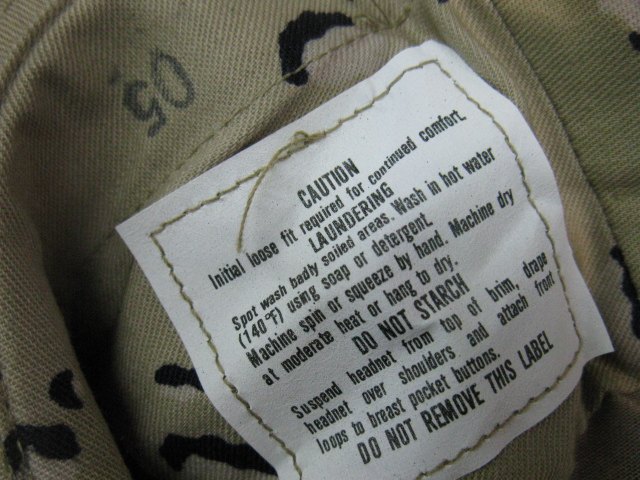 05
CAUTION
Initial loose fit required for continued comfort.
LAUNDERING
Spot wash badly soiled areas. Wash in hot water
(140°F) using soap or detergent.
Machine spin or squeeze by hand. Machine dry
at moderate heat or hang to dry.
DO NOT STARCH
Suspend headnet from top of brim, drape
headnet over shoulders and attach front
loops to breast pocket buttons.
DO NOT REMOVE THIS LABEL